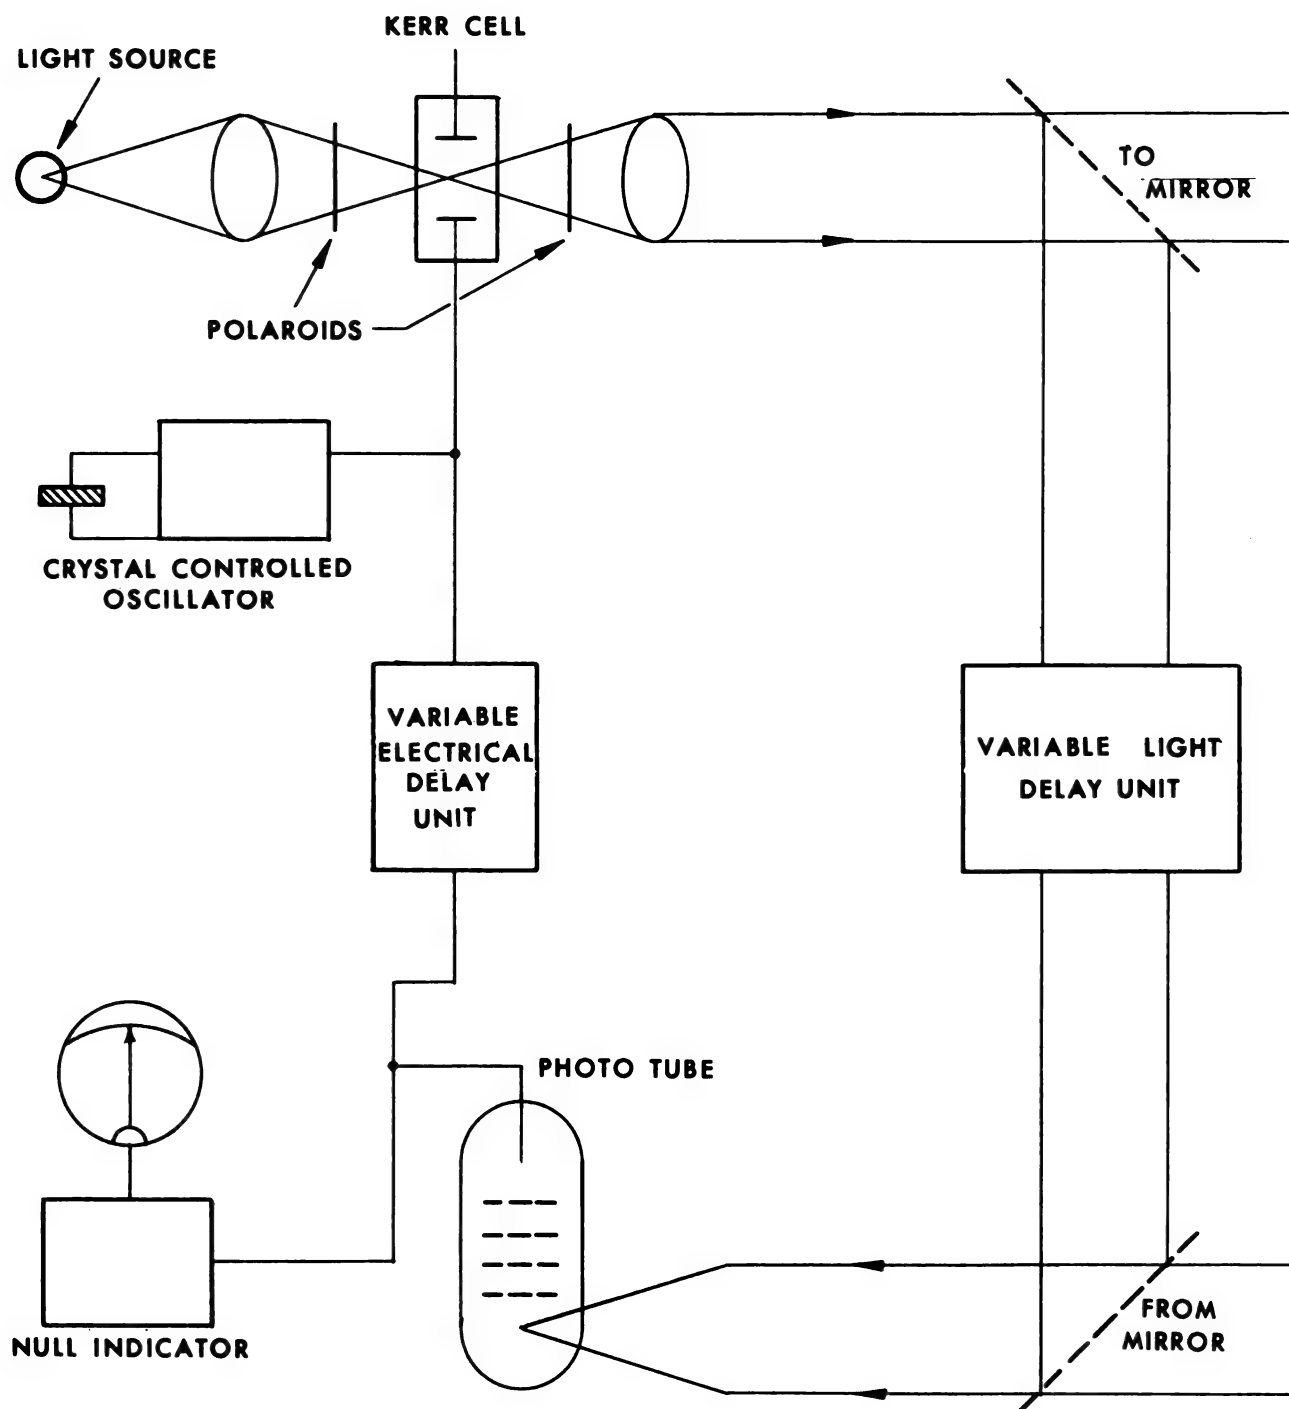 KERR CELL
LIGHT SOURCE
TO
MIRROR
POLAROIDS
CRYSTAL CONTROLLED
OSCILLATOR
VARIABLE
ELECTRICAL
DELAY
UNIT
VARIABLE LIGHT
DELAY UNIT
PHOTO TUBE
NULL INDICATOR
FROM
MIRROR